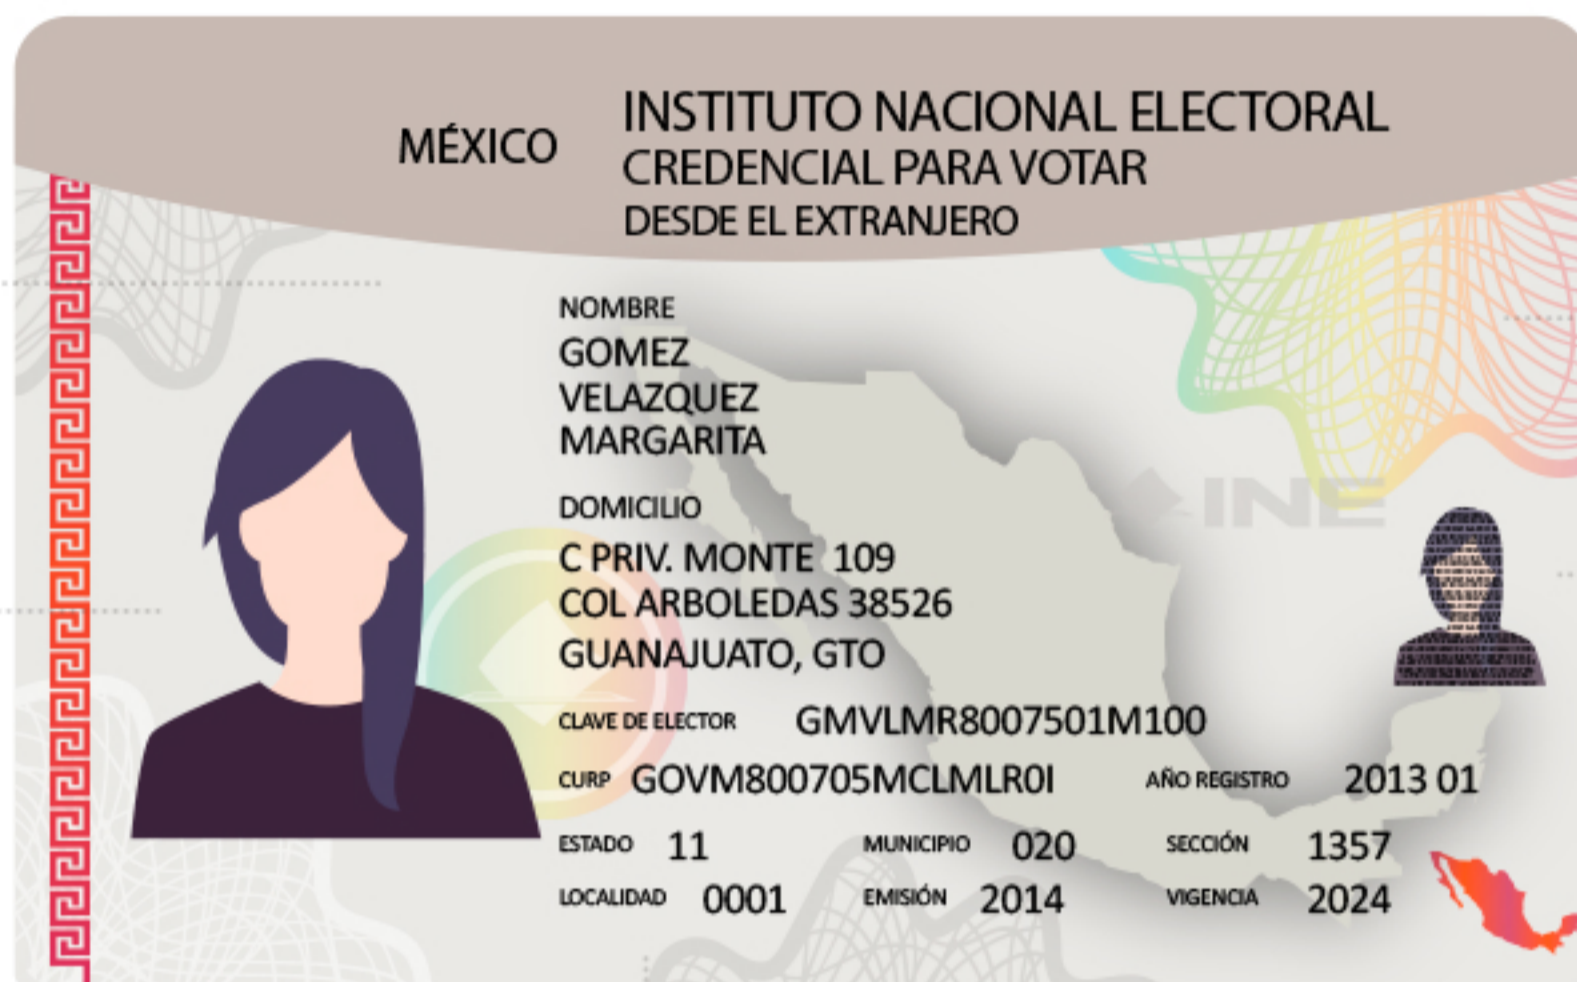 MÉXICO
INSTITUTO NACIONAL ELECTORAL
CREDENCIAL PARA VOTAR
DESDE EL EXTRANJERO
NOMBRE
GOMEZ
VELAZQUEZ
MARGARITA
DOMICILIO
C PRIV. MONTE 109
COL ARBOLEDAS 38526
GUANAJUATO, GTO
INE
CLAVE DE ELECTOR GMVLMR8007501M100
CURP GOVM800705MCLMLR0I AÑO REGISTRO 2013 01
ESTADO 11 MUNICIPIO 020 SECCIÓN 1357
LOCALIDAD 0001 EMISIÓN 2014 VIGENCIA 2024